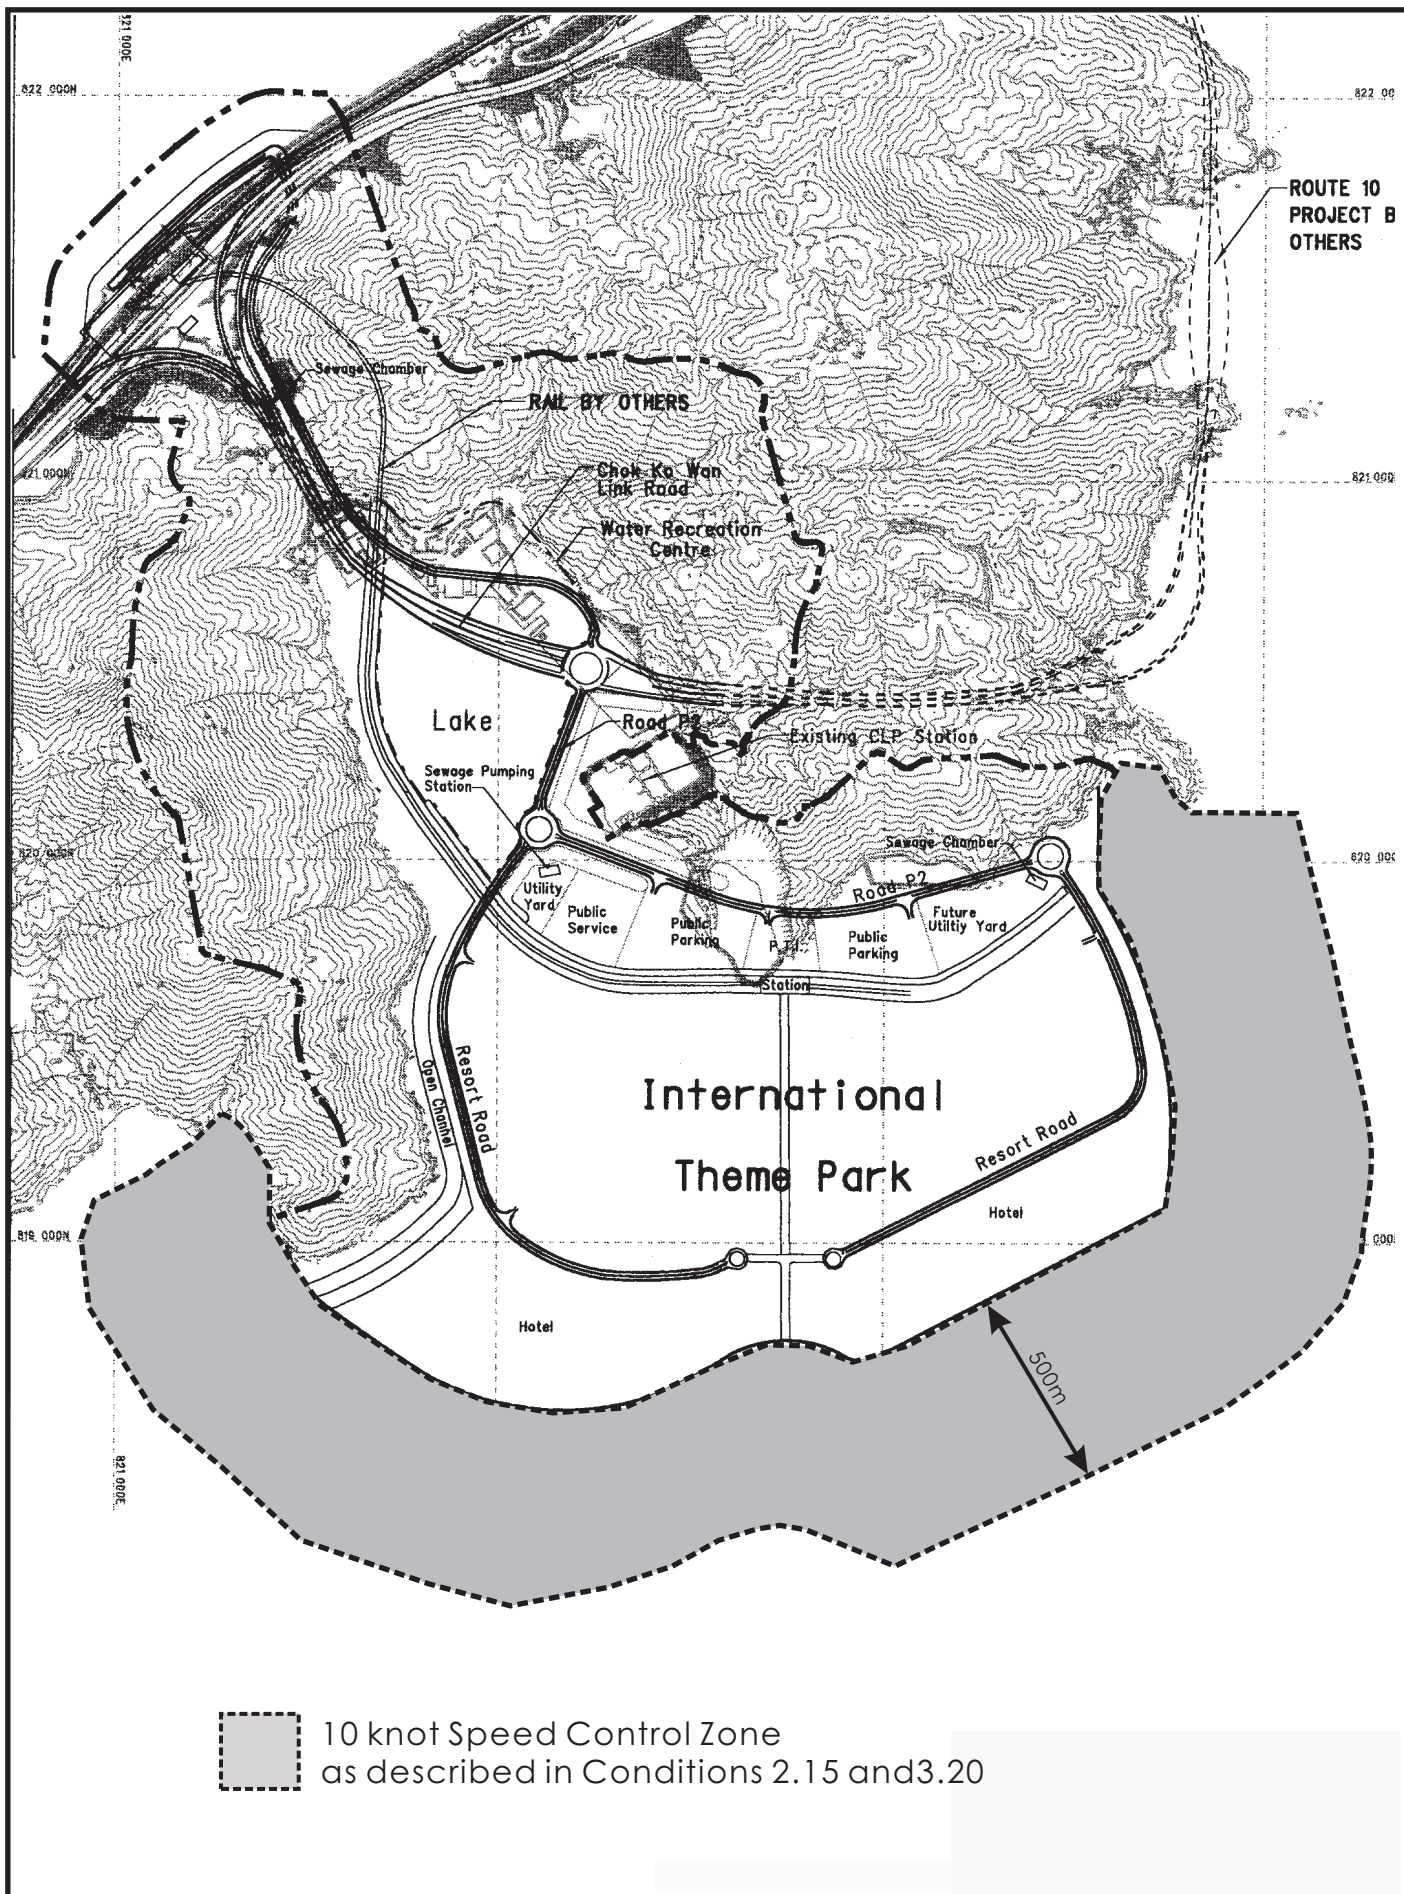 821 000E
822 000N
822 00
ROUTE 10
PROJECT B
OTHERS
Sewage Chamber
RAIL BY OTHERS
821 000N
821 000
Chok Ko Wan
Link Road
Water Recreation
Centre
Lake
Road P2
Existing CLP Station
Sewage Pumping
Station
820 000N
Sewage Chamber
820 000
Utility
Yard
Public
Service
Public
Parking
P.T.I.
Public
Parking
Road P2
Future
Utiltiy Yard
Station
Open Channel
Resort Road
International
Theme Park
Resort Road
Hotel
819 000N
000
Hotel
500m
821 000E
10 knot Speed Control Zone
as described in Conditions 2.15 and3.20